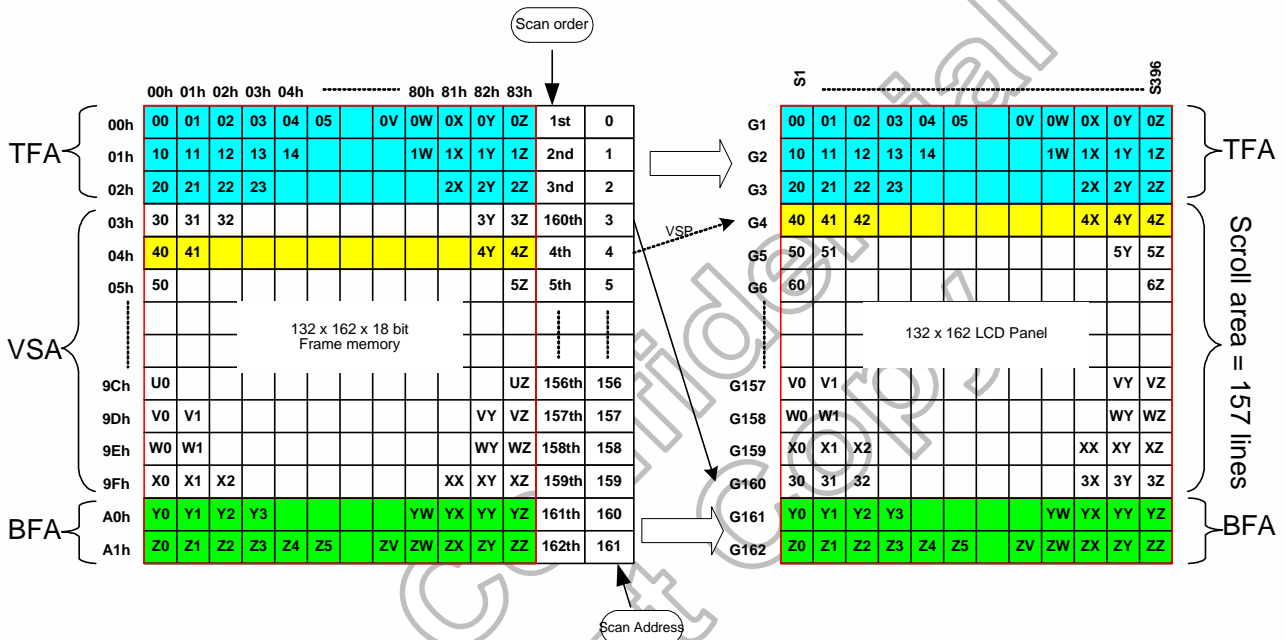 Scan order
00h 01h 02h 03h 04h 80h 81h 82h 83h
S1 S396
TFA
00h 00 01 02 03 04 05 0V 0W 0X 0Y 0Z 1st 0
01h 10 11 12 13 14 1W 1X 1Y 1Z 2nd 1
02h 20 21 22 23 2X 2Y 2Z 3nd 2
VSA
03h 30 31 32 3Y 3Z 160th 3
04h 40 41 4Y 4Z 4th 4
05h 50 5Z 5th 5
132 x 162 x 18 bit
Frame memory
9Ch U0 UZ 156th 156
9Dh V0 V1 VY VZ 157th 157
9Eh W0 W1 WY WZ 158th 158
9Fh X0 X1 X2 XX XY XZ 159th 159
BFA
A0h Y0 Y1 Y2 Y3 YW YX YY YZ 161th 160
A1h Z0 Z1 Z2 Z3 Z4 Z5 ZV ZW ZX ZY ZZ 162th 161
Scan Address
VSP
G1 00 01 02 03 04 05 0V 0W 0X 0Y 0Z
G2 10 11 12 13 14 1W 1X 1Y 1Z
G3 20 21 22 23 2X 2Y 2Z
TFA
G4 40 41 42 4X 4Y 4Z
G5 50 51 5Y 5Z
G6 60 6Z
132 x 162 LCD Panel
G157 V0 V1 VY VZ
G158 W0 W1 WY WZ
G159 X0 X1 X2 XX XY XZ
G160 30 31 32 3X 3Y 3Z
Scroll area = 157 lines
G161 Y0 Y1 Y2 Y3 YW YX YY YZ
G162 Z0 Z1 Z2 Z3 Z4 Z5 ZV ZW ZX ZY ZZ
BFA
Confidential
Copy